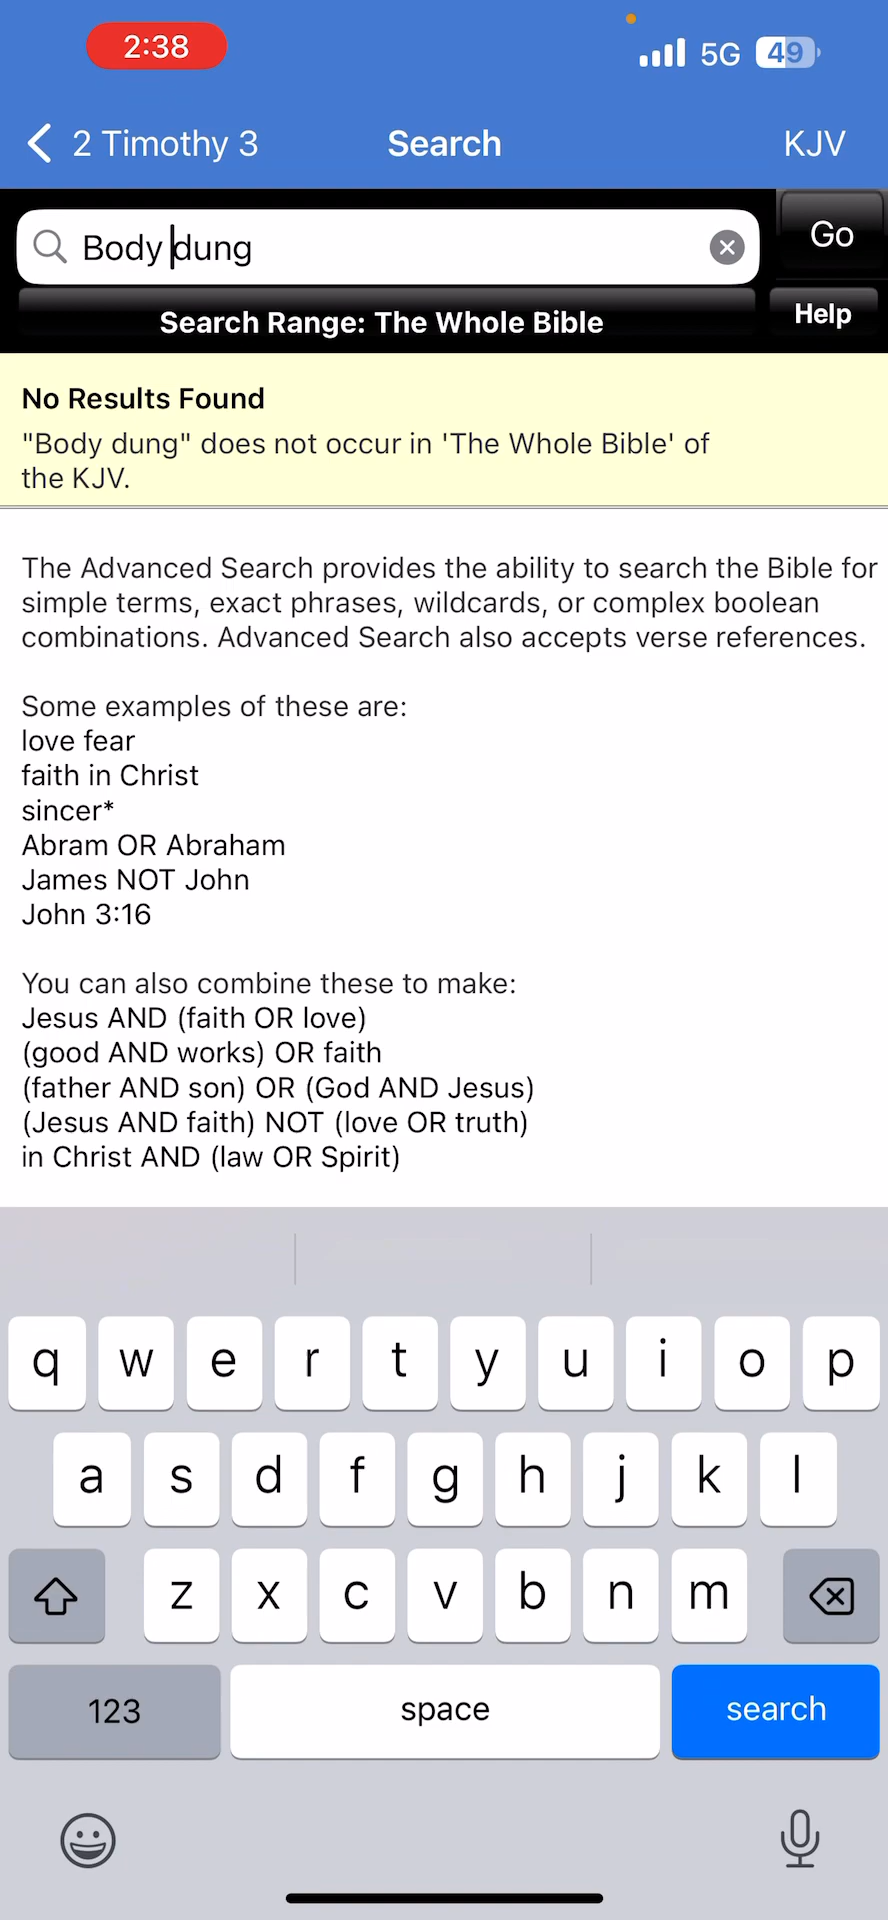 2:38
5G 49
2 Timothy 3 Search KJV
Body dung
Go
Search Range: The Whole Bible
Help
No Results Found
"Body dung" does not occur in 'The Whole Bible' of
the KJV.
The Advanced Search provides the ability to search the Bible for
simple terms, exact phrases, wildcards, or complex boolean
combinations. Advanced Search also accepts verse references.
Some examples of these are:
love fear
faith in Christ
sincer*
Abram OR Abraham
James NOT John
John 3:16
You can also combine these to make:
Jesus AND (faith OR love)
(good AND works) OR faith
(father AND son) OR (God AND Jesus)
(Jesus AND faith) NOT (love OR truth)
in Christ AND (law OR Spirit)
q w e r t y u i o p
a s d f g h j k l
z x c v b n m
123 space search